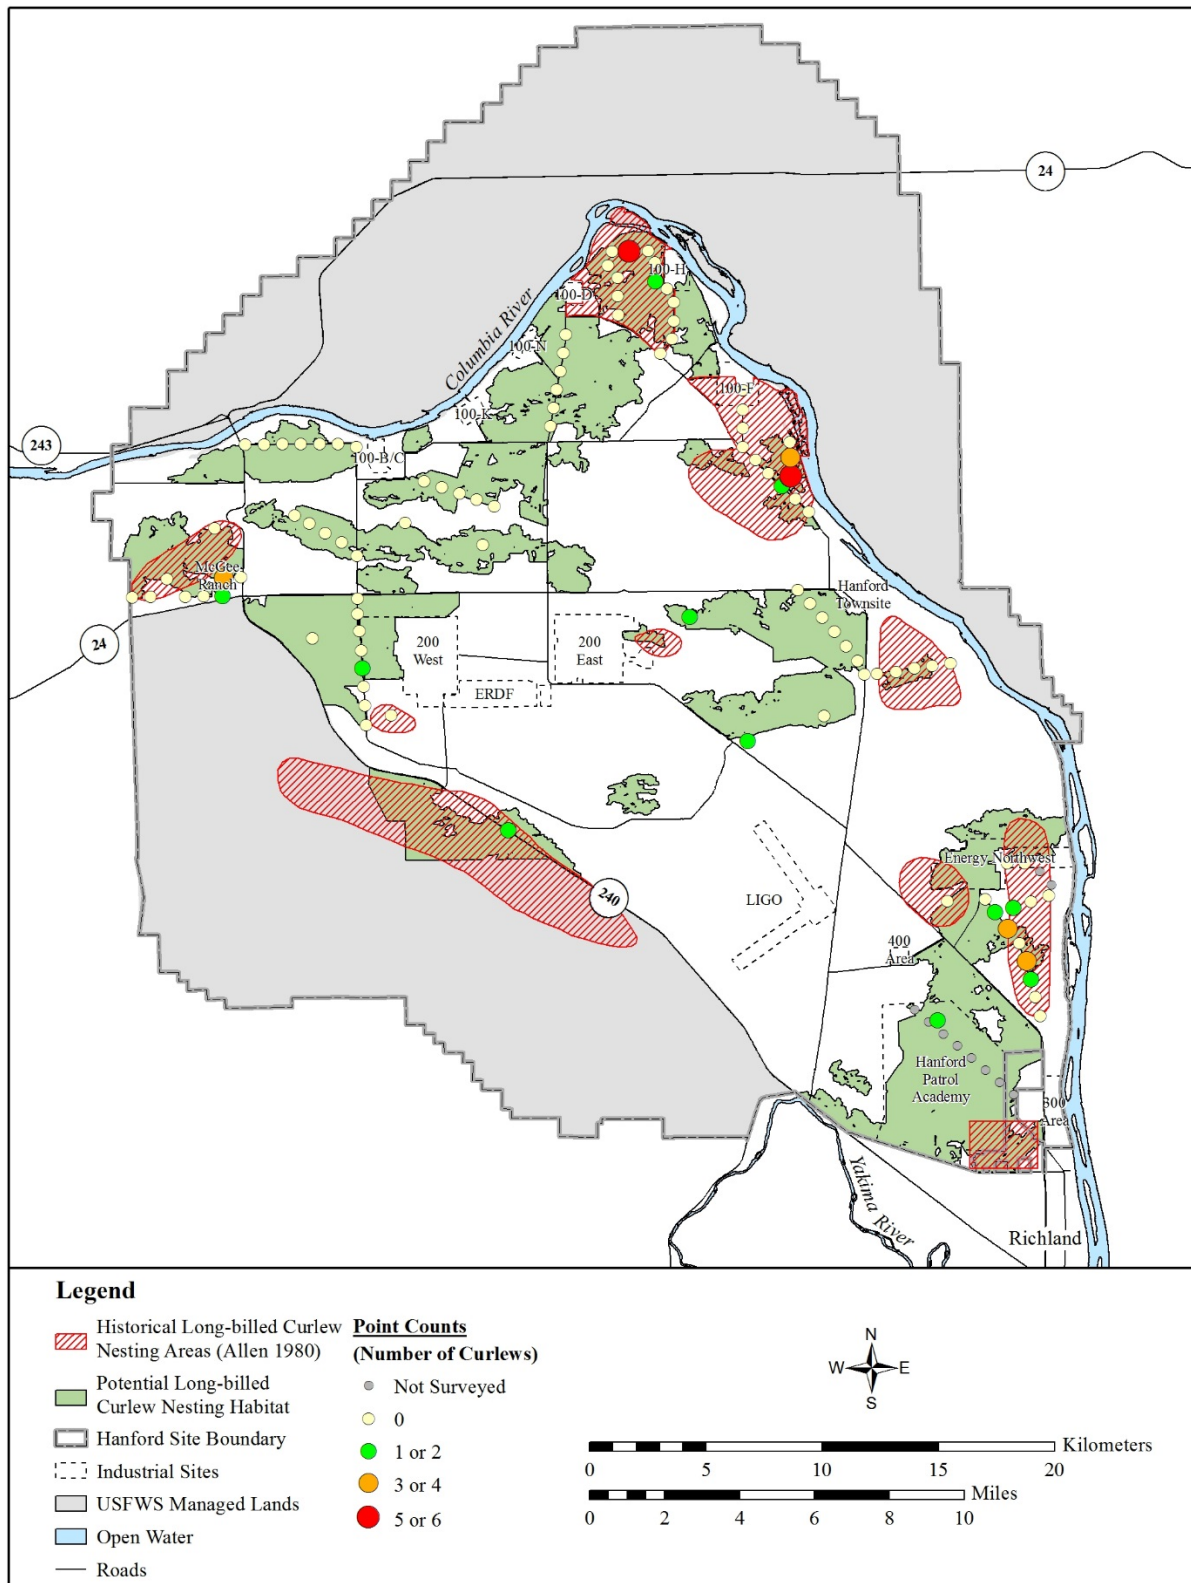 24
100-H
100-D
Columbia River
100-N
100-F
100-K
243
100-B/C
McGee
Ranch
Hanford
Townsite
24
200
West
200
East
ERDF
Energy Northwest
LIGO
240
400
Area
Hanford
Patrol
Academy
300
Area
Yakima River
Richland
Legend
Historical Long-billed Curlew
Nesting Areas (Allen 1980)
Potential Long-billed
Curlew Nesting Habitat
Hanford Site Boundary
Industrial Sites
USFWS Managed Lands
Open Water
Roads
Point Counts
(Number of Curlews)
Not Surveyed
0
1 or 2
3 or 4
5 or 6
N
W E
S
Kilometers
0 5 10 15 20
Miles
0 2 4 6 8 10